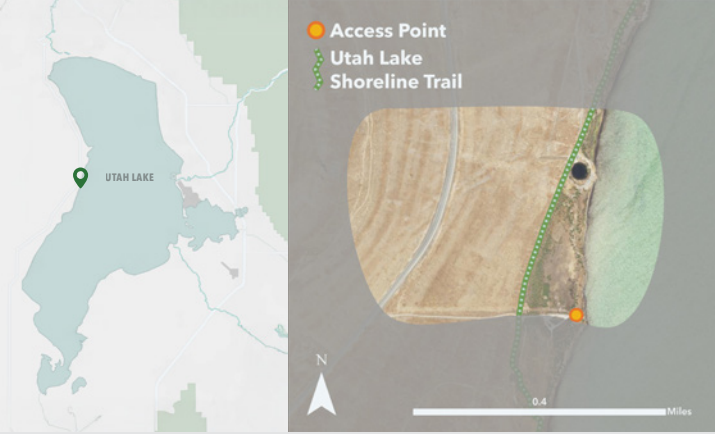 UTAH LAKE
Access Point
Utah Lake
Shoreline Trail
N
0.4
Miles